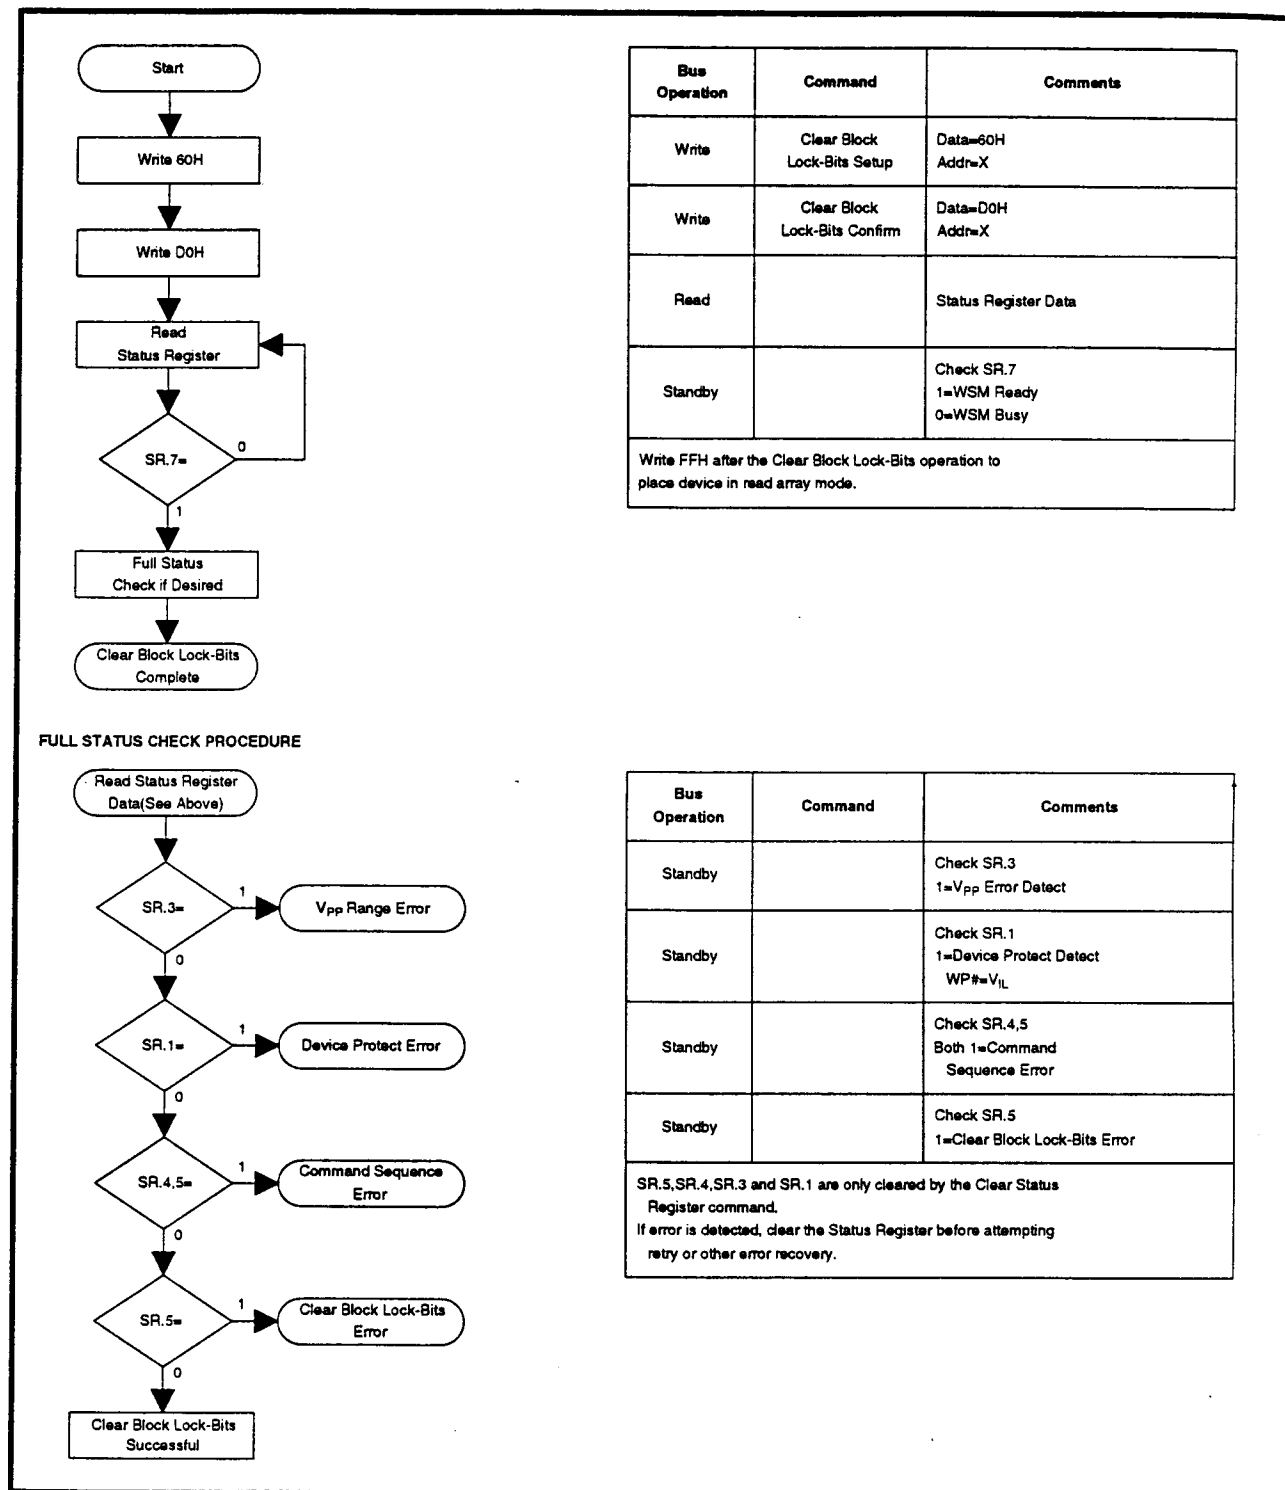 Start
Write 60H
Write D0H
Read
Status Register
SR.7=
0
1
Full Status
Check if Desired
Clear Block Lock-Bits
Complete
Bus
Operation
Command
Comments
Write
Clear Block
Lock-Bits Setup
Data=60H
Addr=X
Write
Clear Block
Lock-Bits Confirm
Data=D0H
Addr=X
Read
Status Register Data
Standby
Check SR.7
1=WSM Ready
0=WSM Busy
Write FFH after the Clear Block Lock-Bits operation to
place device in read array mode.
FULL STATUS CHECK PROCEDURE
Read Status Register
Data(See Above)
SR.3=
1
VPP Range Error
0
SR.1=
1
Device Protect Error
0
SR.4,5=
1
Command Sequence
Error
0
SR.5=
1
Clear Block Lock-Bits
Error
0
Clear Block Lock-Bits
Successful
Bus
Operation
Command
Comments
Standby
Check SR.3
1=VPP Error Detect
Standby
Check SR.1
1=Device Protect Detect
WP#=VIL
Standby
Check SR.4,5
Both 1=Command
Sequence Error
Standby
Check SR.5
1=Clear Block Lock-Bits Error
SR.5,SR.4,SR.3 and SR.1 are only cleared by the Clear Status
Register command.
If error is detected, clear the Status Register before attempting
retry or other error recovery.